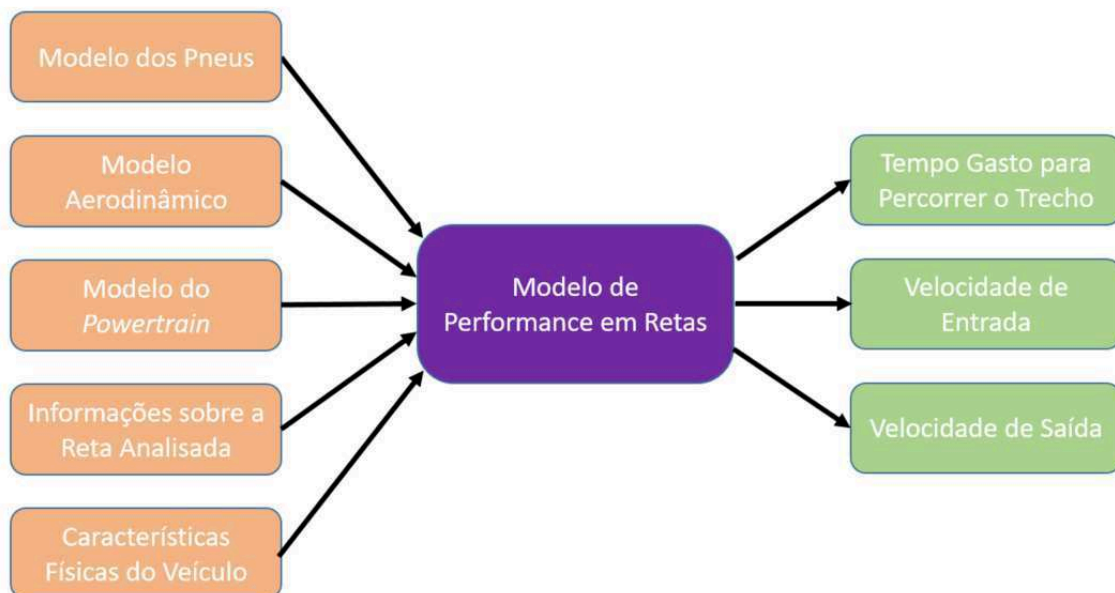 Modelo dos Pneus
Modelo
Aerodinâmico
Modelo do
Powertrain
Informações sobre a
Reta Analisada
Características
Físicas do Veículo
Modelo de
Performance em Retas
Tempo Gasto para
Percorrer o Trecho
Velocidade de
Entrada
Velocidade de Saída